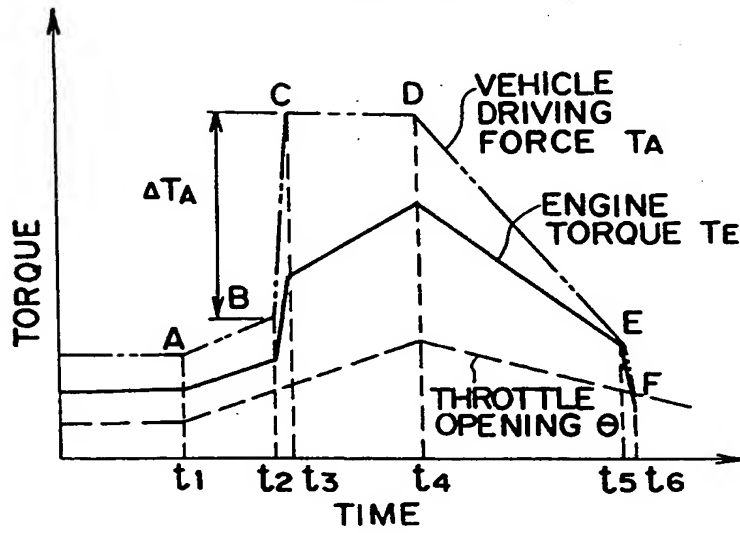 C
D
VEHICLE
DRIVING
FORCE TA
ΔTA
ENGINE
TORQUE TE
B
TORQUE
A
E
F
THROTTLE
OPENING Θ
t1
t2
t3
t4
t5
t6
TIME